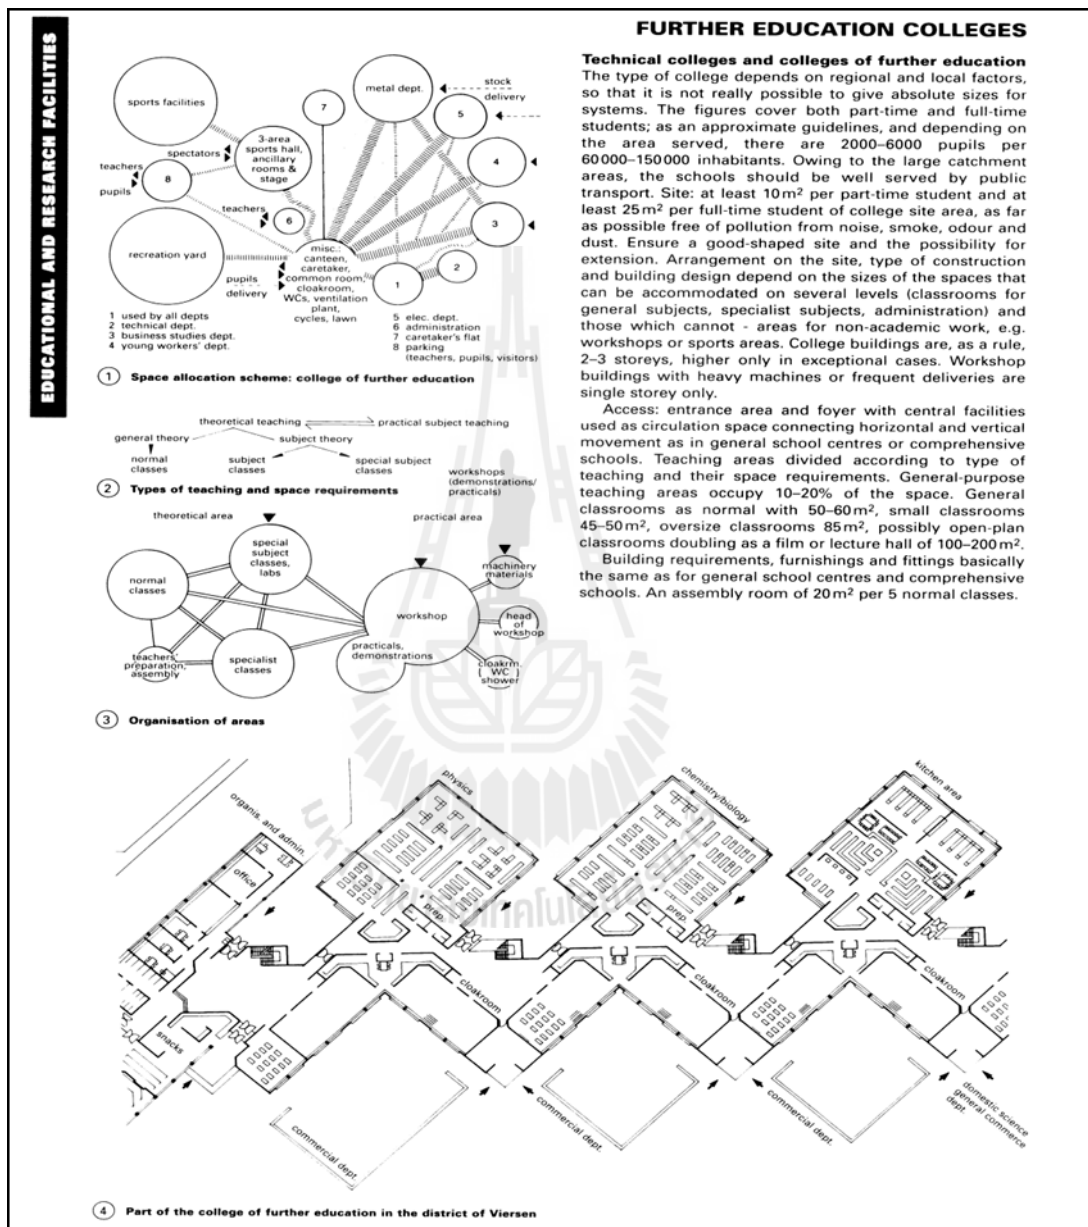 EDUCATIONAL AND RESEARCH FACILITIES
FURTHER EDUCATION COLLEGES
sports facilities
metal dept.
stock
delivery
7
5
3-area
sports hall,
ancillary
rooms &
stage
spectators
teachers
8
pupils
4
teachers
6
3
recreation yard
misc.:
canteen,
caretaker,
common room,
cloakroom,
WCs, ventilation
plant,
cycles, lawn
pupils
delivery
2
1
1 used by all depts
2 technical dept.
3 business studies dept.
4 young workers' dept.
5 elec. dept.
6 administration
7 caretaker's flat
8 parking
(teachers, pupils, visitors)
1 Space allocation scheme: college of further education
theoretical teaching
practical subject teaching
general theory
subject theory
normal
classes
subject
classes
special subject
classes
workshops
(demonstrations/
practicals)
2 Types of teaching and space requirements
theoretical area
practical area
special
subject
classes,
labs
normal
classes
machinery
materials
workshop
head
of
workshop
practicals,
demonstrations
teachers'
preparation,
assembly
specialist
classes
cloakrm,
WC
shower
3 Organisation of areas
Technical colleges and colleges of further education
The type of college depends on regional and local factors,
so that it is not really possible to give absolute sizes for
systems. The figures cover both part-time and full-time
students; as an approximate guidelines, and depending on
the area served, there are 2000–6000 pupils per
60000–150000 inhabitants. Owing to the large catchment
areas, the schools should be well served by public
transport. Site: at least 10 m² per part-time student and at
least 25 m² per full-time student of college site area, as far
as possible free of pollution from noise, smoke, odour and
dust. Ensure a good-shaped site and the possibility for
extension. Arrangement on the site, type of construction
and building design depend on the sizes of the spaces that
can be accommodated on several levels (classrooms for
general subjects, specialist subjects, administration) and
those which cannot - areas for non-academic work, e.g.
workshops or sports areas. College buildings are, as a rule,
2–3 storeys, higher only in exceptional cases. Workshop
buildings with heavy machines or frequent deliveries are
single storey only.
Access: entrance area and foyer with central facilities
used as circulation space connecting horizontal and vertical
movement as in general school centres or comprehensive
schools. Teaching areas divided according to type of
teaching and their space requirements. General-purpose
teaching areas occupy 10–20% of the space. General
classrooms as normal with 50–60 m², small classrooms
45–50 m², oversize classrooms 85 m², possibly open-plan
classrooms doubling as a film or lecture hall of 100–200 m².
Building requirements, furnishings and fittings basically
the same as for general school centres and comprehensive
schools. An assembly room of 20 m² per 5 normal classes.
organis. and admin.
physics
chemistry/biology
kitchen area
office
prep.
prep.
cloakroom
cloakroom
cloakroom
snacks
commercial dept.
commercial dept.
commercial dept.
domestic science
general commerce
dept.
4 Part of the college of further education in the district of Viersen